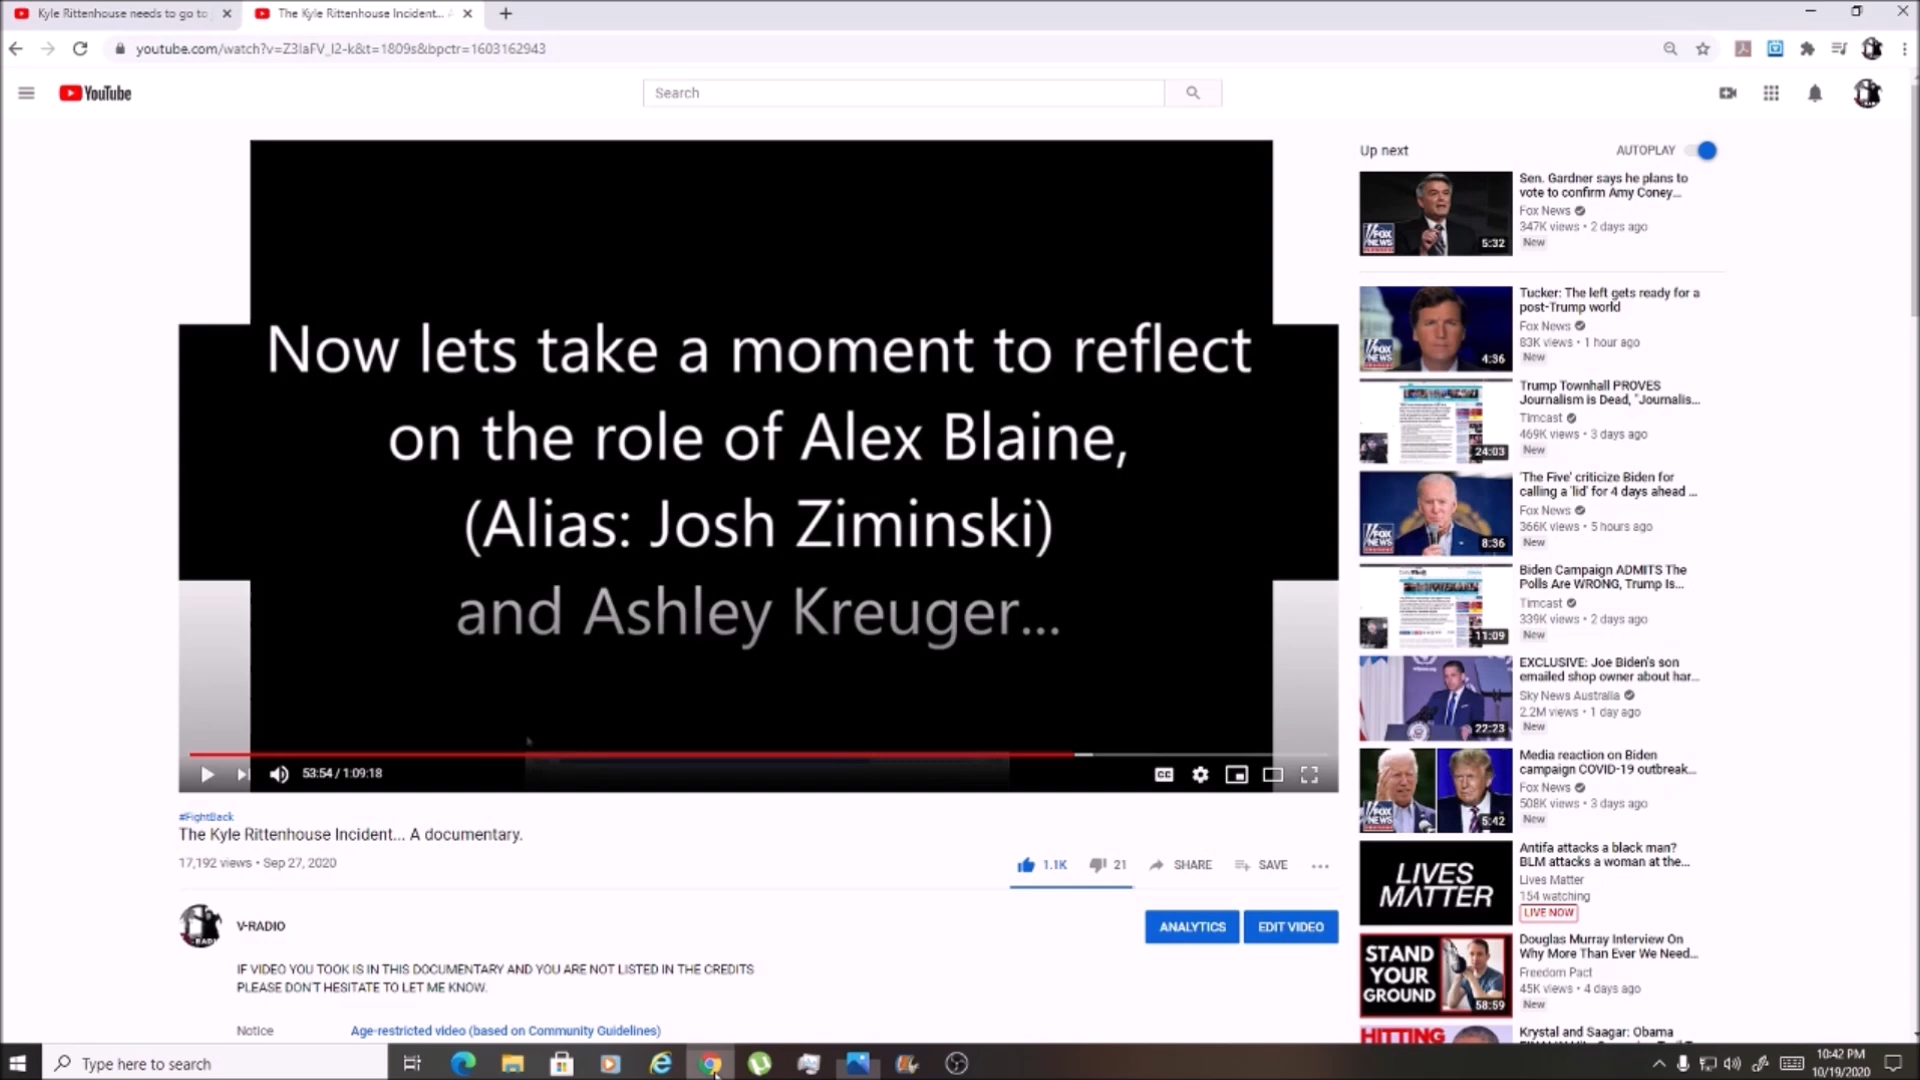 Kyle Rittenhouse needs to go to
The Kyle Rittenhouse Incident...
youtube.com/watch?v=Z3IaFV_I2-k&t=1809s&bpctr=1603162943
YouTube
Search
Now lets take a moment to reflect
on the role of Alex Blaine,
(Alias: Josh Ziminski)
and Ashley Kreuger...
53:54 / 1:09:18
CC
#FightBack
The Kyle Rittenhouse Incident... A documentary.
17,192 views • Sep 27, 2020
1.1K
21
SHARE
SAVE
V-RADIO
ANALYTICS
EDIT VIDEO
IF VIDEO YOU TOOK IS IN THIS DOCUMENTARY AND YOU ARE NOT LISTED IN THE CREDITS
PLEASE DON'T HESITATE TO LET ME KNOW.
Notice
Age-restricted video (based on Community Guidelines)
Up next
AUTOPLAY
FOX NEWS
5:32
Sen. Gardner says he plans to
vote to confirm Amy Coney...
Fox News
347K views • 2 days ago
New
FOX NEWS
4:36
Tucker: The left gets ready for a
post-Trump world
Fox News
83K views • 1 hour ago
New
24:03
Trump Townhall PROVES
Journalism is Dead, "Journalis...
Timcast
469K views • 3 days ago
New
FOX NEWS
8:36
'The Five' criticize Biden for
calling a 'lid' for 4 days ahead ...
Fox News
366K views • 5 hours ago
New
11:09
Biden Campaign ADMITS The
Polls Are WRONG, Trump Is...
Timcast
339K views • 2 days ago
New
22:23
EXCLUSIVE: Joe Biden's son
emailed shop owner about har...
Sky News Australia
2.2M views • 1 day ago
New
FOX NEWS
5:42
Media reaction on Biden
campaign COVID-19 outbreak...
Fox News
508K views • 3 days ago
New
LIVES
MATTER
Antifa attacks a black man?
BLM attacks a woman at the...
Lives Matter
154 watching
LIVE NOW
STAND
YOUR
GROUND
58:59
Douglas Murray Interview On
Why More Than Ever We Need...
Freedom Pact
45K views • 4 days ago
New
HITTING
Krystal and Saagar: Obama
Type here to search
10:42 PM
10/19/2020